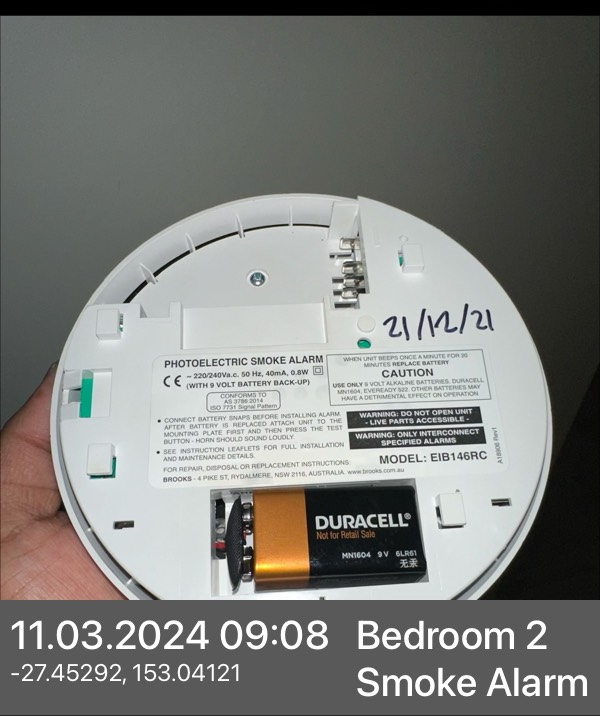 21/12/21
PHOTOELECTRIC SMOKE ALARM
CE ~ 220/240Va.c. 50 Hz, 40mA, 0.8W
(WITH 9 VOLT BATTERY BACK-UP)
CONFORMS TO
AS 3786:2014
ISO 7731 Signal Pattern
• CONNECT BATTERY SNAPS BEFORE INSTALLING ALARM
AFTER BATTERY IS REPLACED ATTACH UNIT TO THE
MOUNTING PLATE FIRST AND THEN PRESS THE TEST
BUTTON - HORN SHOULD SOUND LOUDLY.
• SEE INSTRUCTION LEAFLETS FOR FULL INSTALLATION
AND MAINTENANCE DETAILS.
FOR REPAIR, DISPOSAL OR REPLACEMENT INSTRUCTIONS:
BROOKS - 4 PIKE ST, RYDALMERE, NSW 2116, AUSTRALIA. www.brooks.com.au
WHEN UNIT BEEPS ONCE A MINUTE FOR 20
MINUTES REPLACE BATTERY
CAUTION
USE ONLY 9 VOLT ALKALINE BATTERIES, DURACELL
MN1604, EVEREADY 522. OTHER BATTERIES MAY
HAVE A DETRIMENTAL EFFECT ON OPERATION
WARNING: DO NOT OPEN UNIT
- LIVE PARTS ACCESSIBLE -
WARNING: ONLY INTERCONNECT
SPECIFIED ALARMS
MODEL: EIB146RC
DURACELL®
Not for Retail Sale
MN1604 9 V 6LR61
无汞
11.03.2024 09:08
-27.45292, 153.04121
Bedroom 2
Smoke Alarm